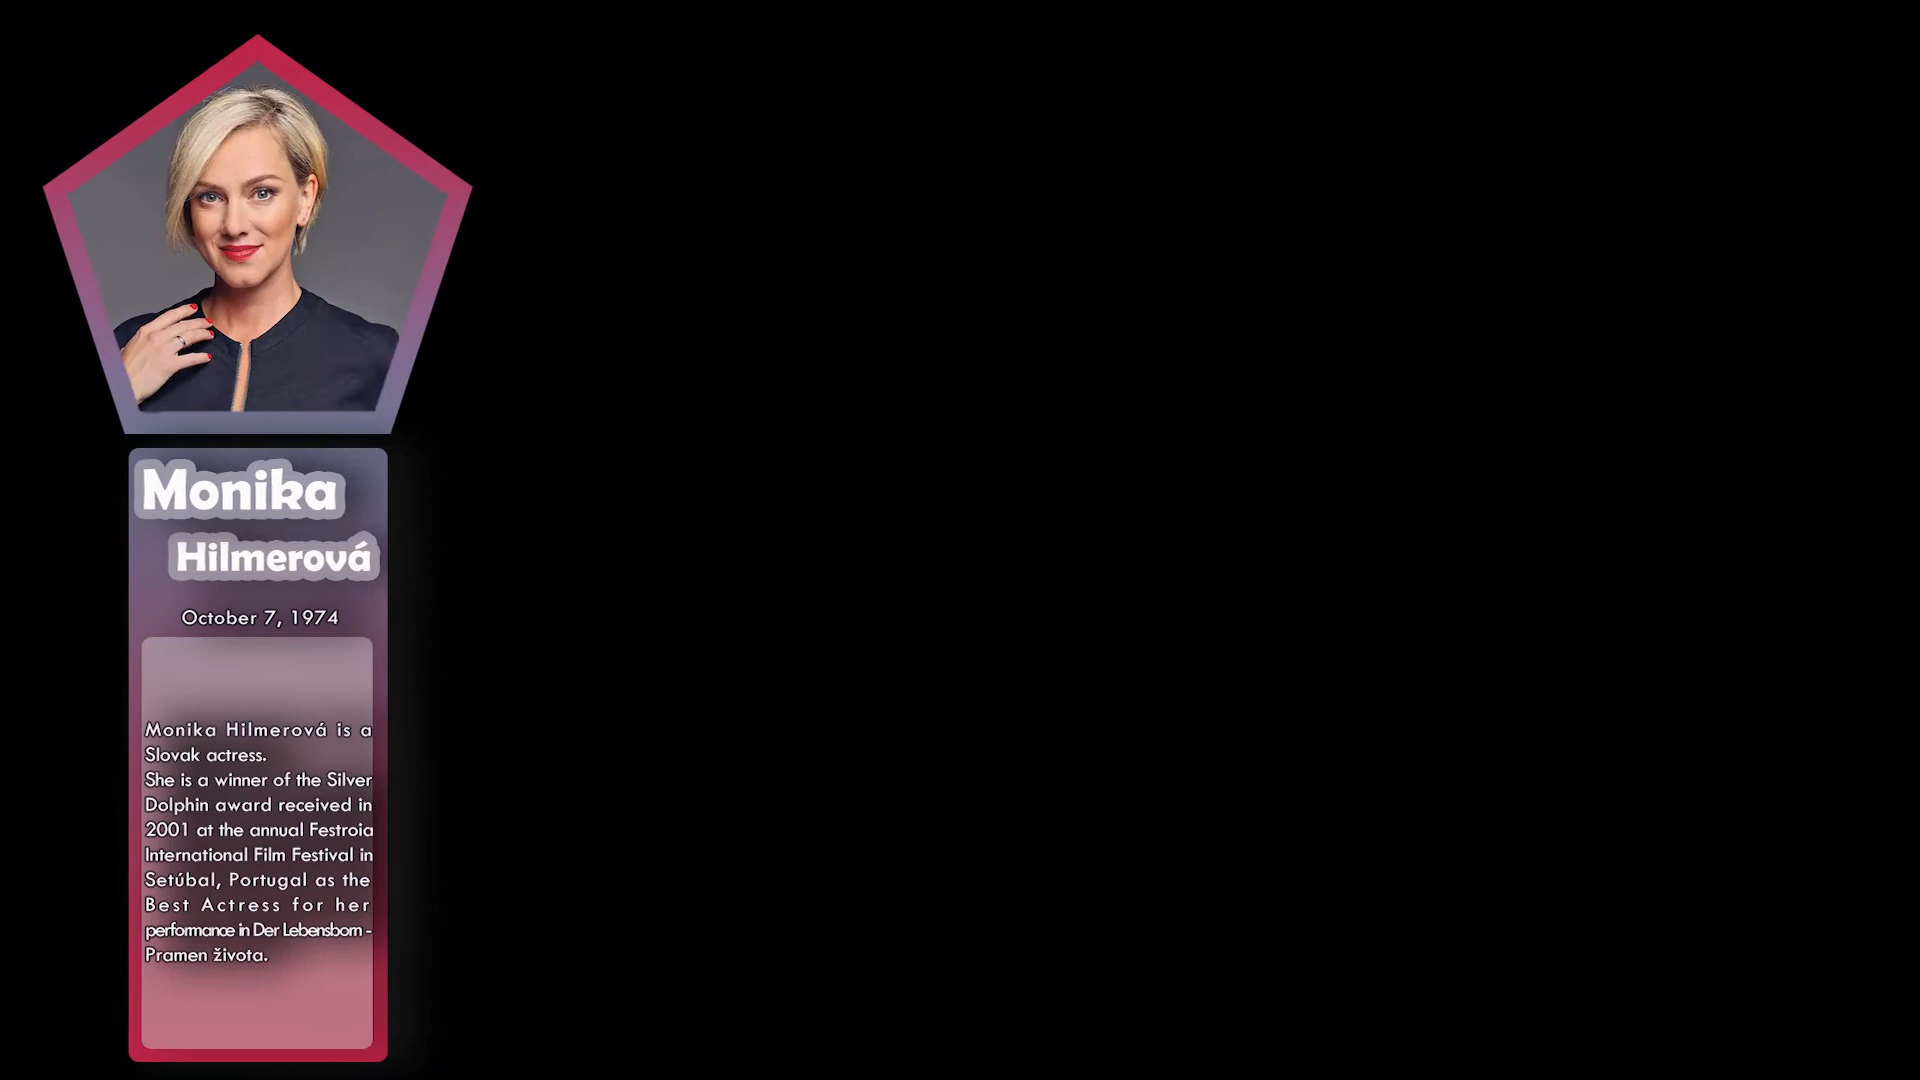 Monika
Hilmerová
October 7, 1974
Monika Hilmerová is a
Slovak actress.
She is a winner of the Silver
Dolphin award received in
2001 at the annual Festroia
International Film Festival in
Setúbal, Portugal as the
Best Actress for her
performance in Der Lebensborn -
Pramen života.